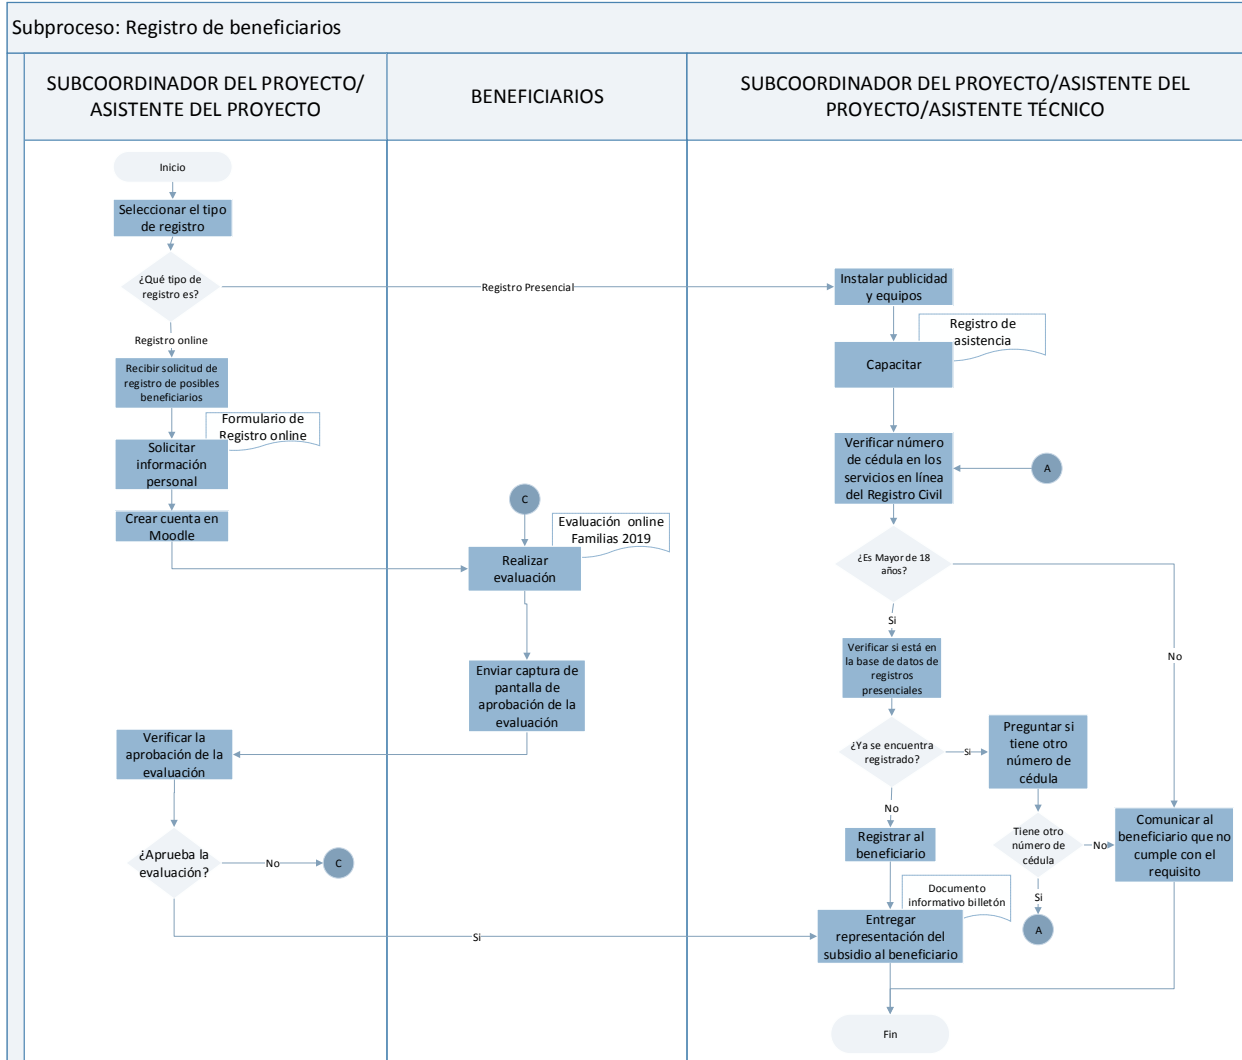 Subproceso: Registro de beneficiarios
SUBCOORDINADOR DEL PROYECTO/
ASISTENTE DEL PROYECTO
BENEFICIARIOS
SUBCOORDINADOR DEL PROYECTO/ASISTENTE DEL
PROYECTO/ASISTENTE TÉCNICO
Inicio
Seleccionar el tipo
de registro
¿Qué tipo de
registro es?
Registro Presencial
Registro online
Recibir solicitud de
registro de posibles
beneficiarios
Formulario de
Registro online
Solicitar
información
personal
Crear cuenta en
Moodle
C
Evaluación online
Familias 2019
Realizar
evaluación
Enviar captura de
pantalla de
aprobación de la
evaluación
Verificar la
aprobación de la
evaluación
¿Aprueba la
evaluación?
No
C
Si
Instalar publicidad
y equipos
Registro de
asistencia
Capacitar
Verificar número
de cédula en los
servicios en línea
del Registro Civil
A
¿Es Mayor de 18
años?
Si
No
Verificar si está en
la base de datos de
registros
presenciales
¿Ya se encuentra
registrado?
Si
Preguntar si
tiene otro
número de
cédula
No
Registrar al
beneficiario
Tiene otro
número de
cédula
No
Comunicar al
beneficiario que no
cumple con el
requisito
Si
A
Documento
informativo billetón
Entregar
representación del
subsidio al beneficiario
Fin